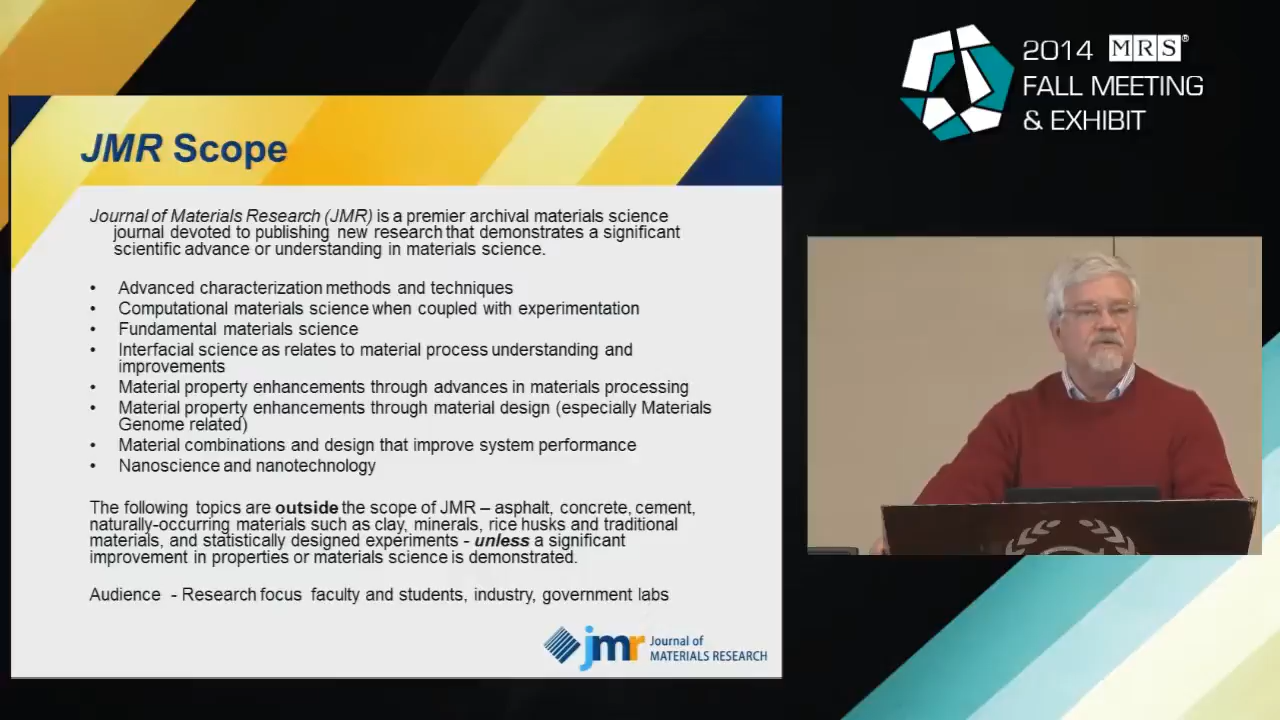 2014 MRS®
FALL MEETING
& EXHIBIT
JMR Scope
Journal of Materials Research (JMR) is a premier archival materials science
journal devoted to publishing new research that demonstrates a significant
scientific advance or understanding in materials science.
• Advanced characterization methods and techniques
• Computational materials science when coupled with experimentation
• Fundamental materials science
• Interfacial science as relates to material process understanding and
improvements
• Material property enhancements through advances in materials processing
• Material property enhancements through material design (especially Materials
Genome related)
• Material combinations and design that improve system performance
• Nanoscience and nanotechnology
The following topics are outside the scope of JMR – asphalt, concrete, cement,
naturally-occurring materials such as clay, minerals, rice husks and traditional
materials, and statistically designed experiments - unless a significant
improvement in properties or materials science is demonstrated.
Audience - Research focus faculty and students, industry, government labs
jmr Journal of
MATERIALS RESEARCH